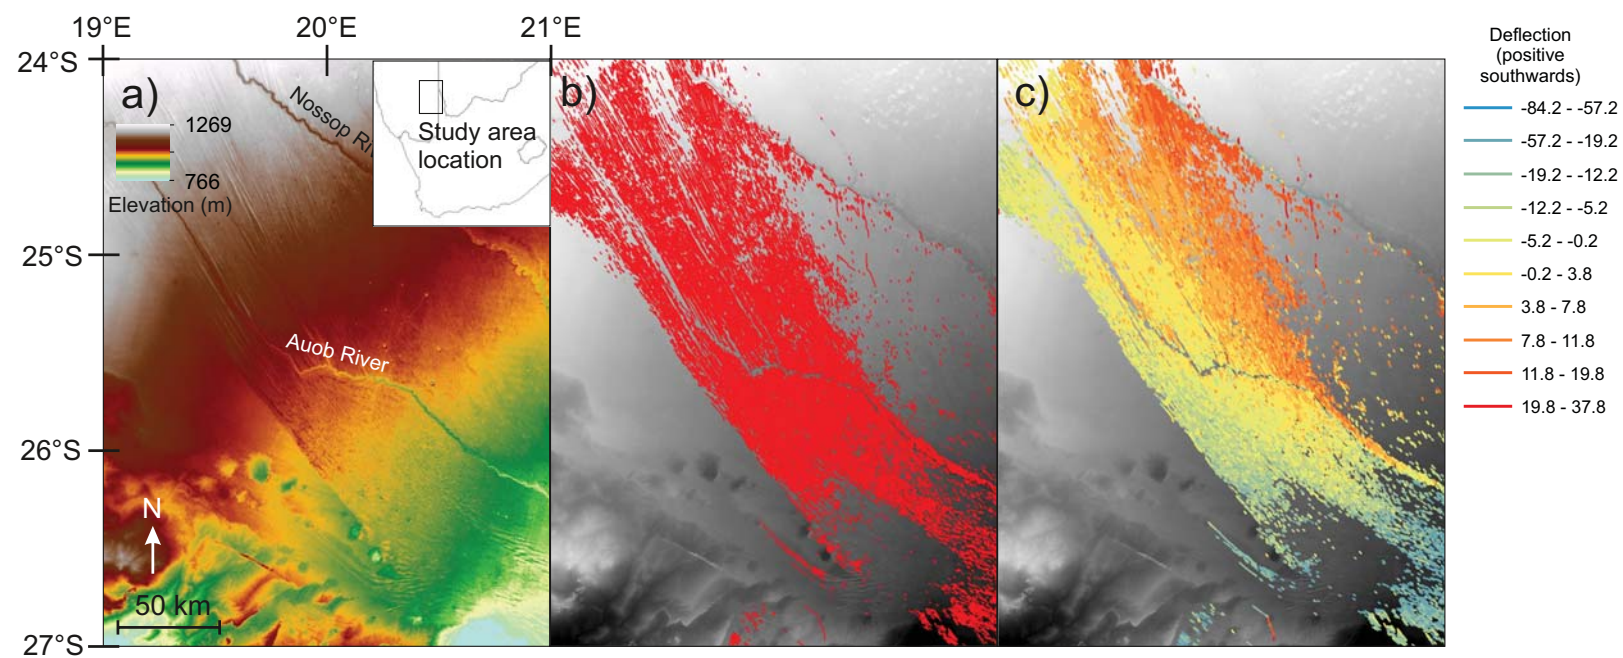 19°E
20°E
21°E
24°S
25°S
26°S
27°S
a)
1269
766
Elevation (m)
Nossop Riv
Study area
location
Auob River
N
50 km
b)
c)
Deflection
(positive
southwards)
-84.2 - -57.2
-57.2 - -19.2
-19.2 - -12.2
-12.2 - -5.2
-5.2 - -0.2
-0.2 - 3.8
3.8 - 7.8
7.8 - 11.8
11.8 - 19.8
19.8 - 37.8